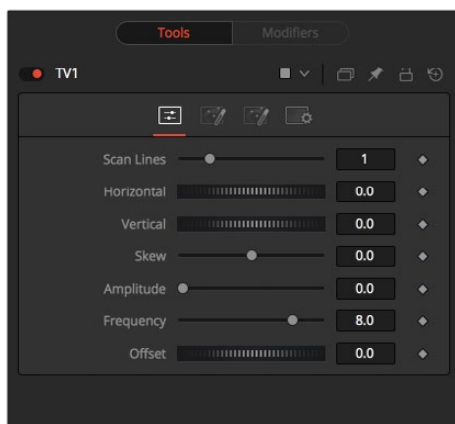 Tools Modifiers
TV1
Scan Lines 1
Horizontal 0.0
Vertical 0.0
Skew 0.0
Amplitude 0.0
Frequency 8.0
Offset 0.0